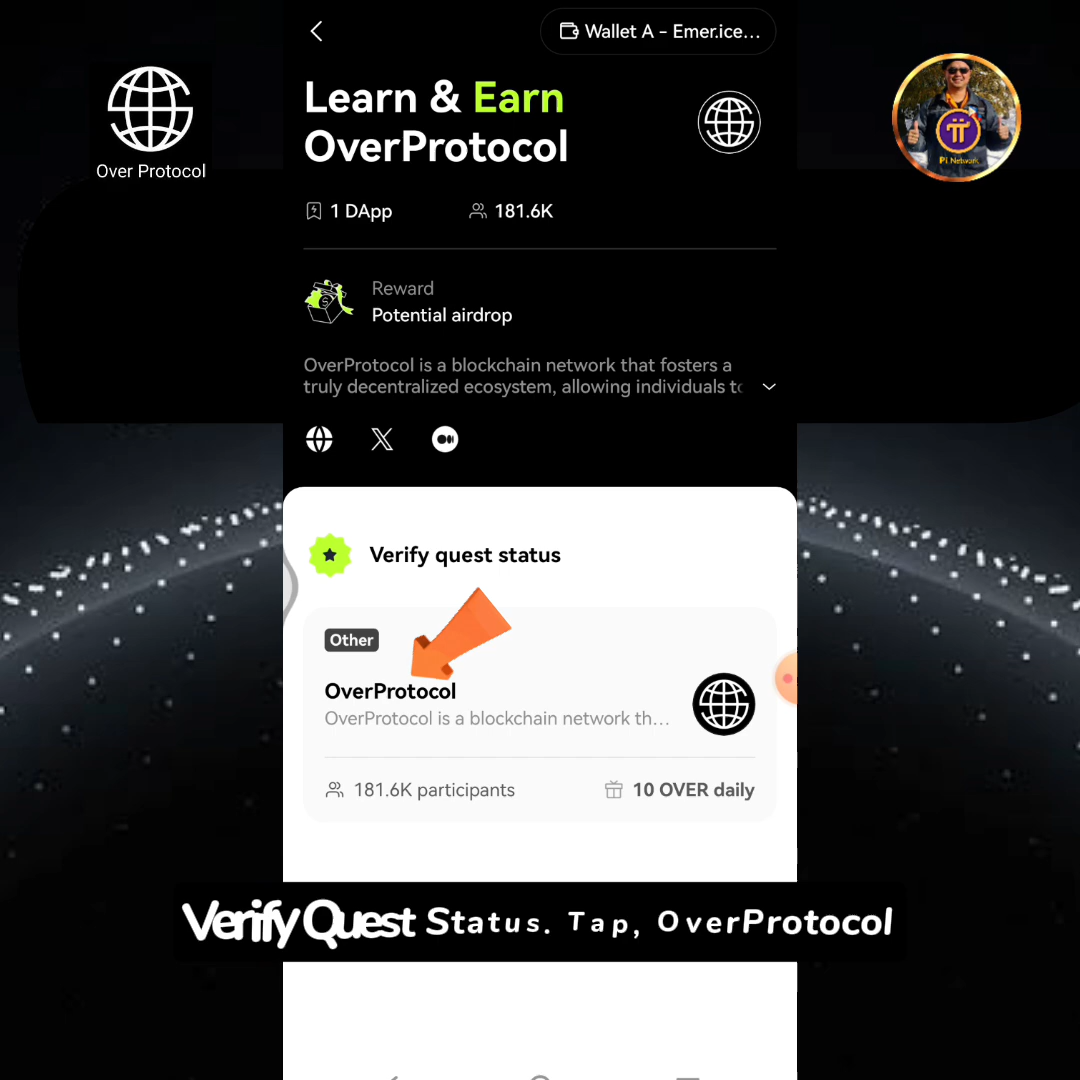 Wallet A - Emer.ice...
Learn & Earn
OverProtocol
Over Protocol
Pi Network
1 DApp
181.6K
Reward
Potential airdrop
OverProtocol is a blockchain network that fosters a
truly decentralized ecosystem, allowing individuals to
Verify quest status
Other
OverProtocol
OverProtocol is a blockchain network th...
181.6K participants
10 OVER daily
Verify Quest Status. Tap, OverProtocol